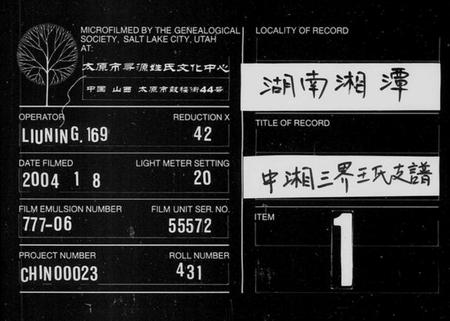 MICROFILMED BY THE GENEALOGICAL
SOCIETY, SALT LAKE CITY, UTAH
AT:
太原市寻源姓氏文化中心
中国 山西 太原市鼓楼街44号
OPERATOR
LIUNING.169
REDUCTION X
42
DATE FILMED
2004 1 8
LIGHT METER SETTING
20
FILM EMULSION NUMBER
777-06
FILM UNIT SER. NO.
55572
PROJECT NUMBER
CHIN00023
ROLL NUMBER
431
LOCALITY OF RECORD
湖南湘潭
TITLE OF RECORD
中湘三界王氏支譜
ITEM
1